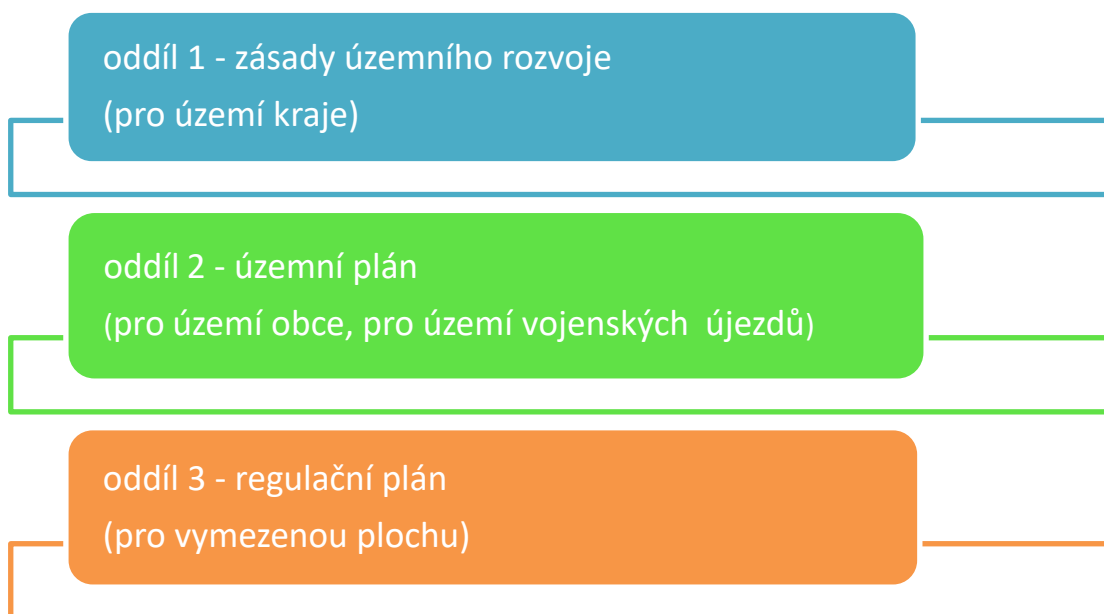 oddíl 1 - zásady územního rozvoje
(pro území kraje)
oddíl 2 - územní plán
(pro území obce, pro území vojenských  újezdů)
oddíl 3 - regulační plán
(pro vymezenou plochu)